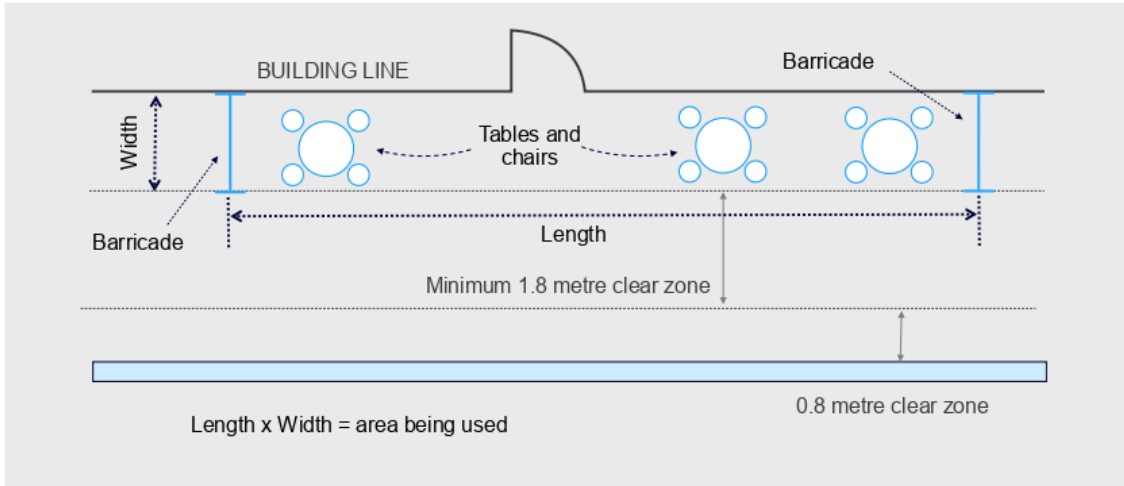 BUILDING LINE
Barricade
Width
Tables and
chairs
Barricade
Length
Minimum 1.8 metre clear zone
0.8 metre clear zone
Length x Width = area being used